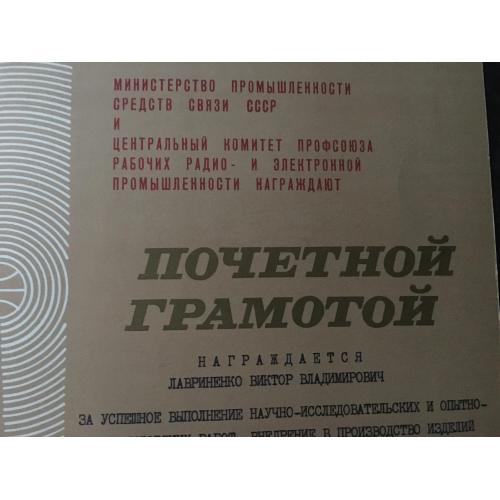 МИНИСТЕРСТВО ПРОМЫШЛЕННОСТИ
СРЕДСТВ СВЯЗИ СССР
И
ЦЕНТРАЛЬНЫЙ КОМИТЕТ ПРОФСОЮЗА
РАБОЧИХ РАДИО- И ЭЛЕКТРОННОЙ
ПРОМЫШЛЕННОСТИ НАГРАЖДАЮТ
ПОЧЕТНОЙ
ГРАМОТОЙ
НАГРАЖДАЕТСЯ
ЛАВРИНЕНКО ВИКТОР ВЛАДИМИРОВИЧ
ЗА УСПЕШНОЕ ВЫПОЛНЕНИЕ НАУЧНО-ИССЛЕДОВАТЕЛЬСКИХ И ОПЫТНО-
РАБОТ, ВНЕДРЕНИЕ В ПРОИЗВОДСТВО ИЗДЕЛИЙ